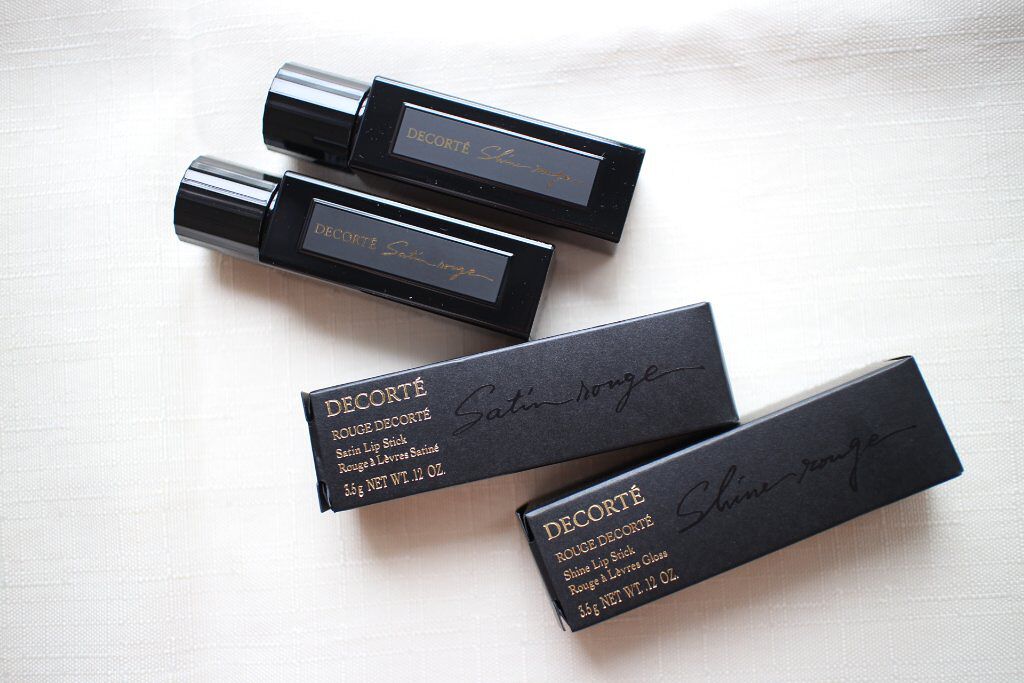 DECORTÉ Shine rouge
DECORTÉ Satin rouge
DECORTÉ
ROUGE DECORTÉ
Satin Lip Stick
Rouge à Lèvres Satiné
3.5g NET WT. .12 OZ.
Satin rouge
DECORTÉ
ROUGE DECORTÉ
Shine Lip Stick
Rouge à Lèvres Gloss
3.5g NET WT. .12 OZ.
Shine rouge